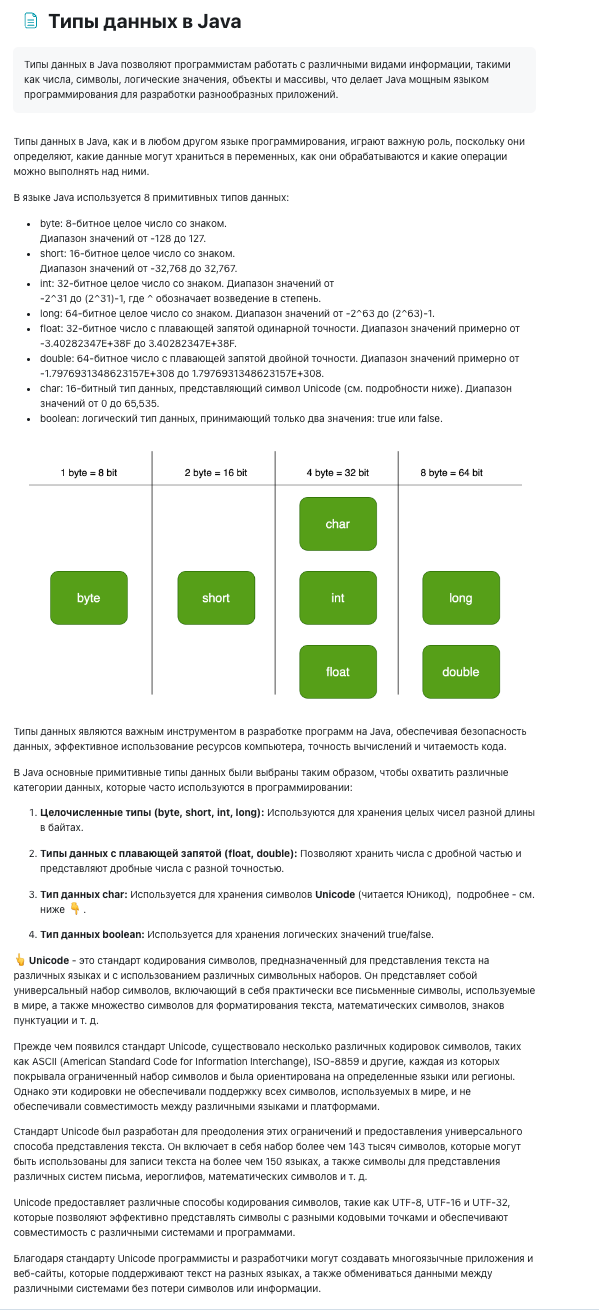 Типы данных в Java
Типы данных в Java позволяют программистам работать с различными видами информации, такими
как числа, символы, логические значения, объекты и массивы, что делает Java мощным языком
программирования для разработки разнообразных приложений.
Типы данных в Java, как и в любом другом языке программирования, играют важную роль, поскольку они
определяют, какие данные могут храниться в переменных, как они обрабатываются и какие операции
можно выполнять над ними.
В языке Java используется 8 примитивных типов данных:
• byte: 8-битное целое число со знаком.
Диапазон значений от -128 до 127.
• short: 16-битное целое число со знаком.
Диапазон значений от -32,768 до 32,767.
• int: 32-битное целое число со знаком. Диапазон значений от
-2^31 до (2^31)-1, где ^ обозначает возведение в степень.
• long: 64-битное целое число со знаком. Диапазон значений от -2^63 до (2^63)-1.
• float: 32-битное число с плавающей запятой одинарной точности. Диапазон значений примерно от
-3.40282347E+38F до 3.40282347E+38F.
• double: 64-битное число с плавающей запятой двойной точности. Диапазон значений примерно от
-1.7976931348623157E+308 до 1.7976931348623157E+308.
• char: 16-битный тип данных, представляющий символ Unicode (см. подробности ниже). Диапазон
значений от 0 до 65,535.
• boolean: логический тип данных, принимающий только два значения: true или false.
1 byte = 8 bit
2 byte = 16 bit
4 byte = 32 bit
8 byte = 64 bit
char
byte
short
int
long
float
double
Типы данных являются важным инструментом в разработке программ на Java, обеспечивая безопасность
данных, эффективное использование ресурсов компьютера, точность вычислений и читаемость кода.
В Java основные примитивные типы данных были выбраны таким образом, чтобы охватить различные
категории данных, которые часто используются в программировании:
1. Целочисленные типы (byte, short, int, long): Используются для хранения целых чисел разной длины
в байтах.
2. Типы данных с плавающей запятой (float, double): Позволяют хранить числа с дробной частью и
представляют дробные числа с разной точностью.
3. Тип данных char: Используется для хранения символов Unicode (читается Юникод), подробнее - см.
ниже 👇 .
4. Тип данных boolean: Используется для хранения логических значений true/false.
👆 Unicode - это стандарт кодирования символов, предназначенный для представления текста на
различных языках и с использованием различных символьных наборов. Он представляет собой
универсальный набор символов, включающий в себя практически все письменные символы, используемые
в мире, а также множество символов для форматирования текста, математических символов, знаков
пунктуации и т. д.
Прежде чем появился стандарт Unicode, существовало несколько различных кодировок символов, таких
как ASCII (American Standard Code for Information Interchange), ISO-8859 и другие, каждая из которых
покрывала ограниченный набор символов и была ориентирована на определенные языки или регионы.
Однако эти кодировки не обеспечивали поддержку всех символов, используемых в мире, и не
обеспечивали совместимость между различными языками и платформами.
Стандарт Unicode был разработан для преодоления этих ограничений и предоставления универсального
способа представления текста. Он включает в себя набор более чем 143 тысяч символов, которые могут
быть использованы для записи текста на более чем 150 языках, а также символы для представления
различных систем письма, иероглифов, математических символов и т. д.
Unicode предоставляет различные способы кодирования символов, такие как UTF-8, UTF-16 и UTF-32,
которые позволяют эффективно представлять символы с разными кодовыми точками и обеспечивают
совместимость с различными системами и программами.
Благодаря стандарту Unicode программисты и разработчики могут создавать многоязычные приложения и
веб-сайты, которые поддерживают текст на разных языках, а также обмениваться данными между
различными системами без потери символов или информации.